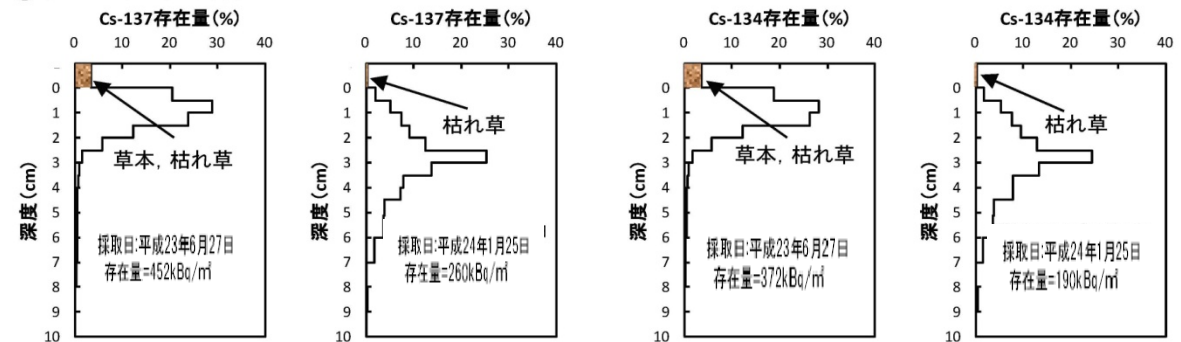 Cs-137存在量(%)
0 10 20 30 40
深度(cm)
0
1
2
3
4
5
6
7
8
9
10
草本, 枯れ草
採取日:平成23年6月27日
存在量=452kBq/㎡
Cs-137存在量(%)
0 10 20 30 40
深度(cm)
0
1
2
3
4
5
6
7
8
9
10
枯れ草
採取日:平成24年1月25日
存在量=260kBq/㎡
Cs-134存在量(%)
0 10 20 30 40
深度(cm)
0
1
2
3
4
5
6
7
8
9
10
草本, 枯れ草
採取日:平成23年6月27日
存在量=372kBq/㎡
Cs-134存在量(%)
0 10 20 30 40
深度(cm)
0
1
2
3
4
5
6
7
8
9
10
枯れ草
採取日:平成24年1月25日
存在量=190kBq/㎡